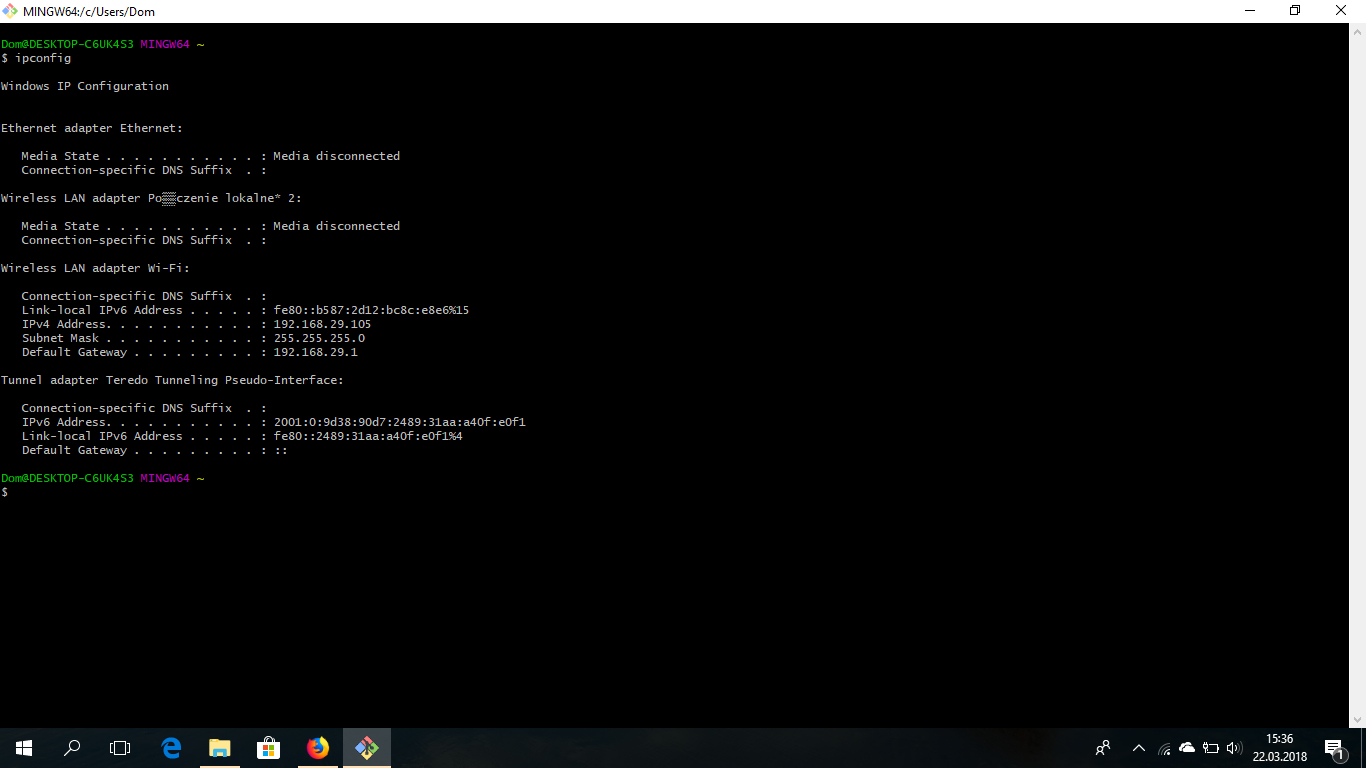 MINGW64:/c/Users/Dom
Dom@DESKTOP-C6UK4S3 MINGW64 ~
$ ipconfig
Windows IP Configuration
Ethernet adapter Ethernet:
Media State . . . . . . . . . . . : Media disconnected
Connection-specific DNS Suffix  . :
Wireless LAN adapter Po▒▒czenie lokalne* 2:
Media State . . . . . . . . . . . : Media disconnected
Connection-specific DNS Suffix  . :
Wireless LAN adapter Wi-Fi:
Connection-specific DNS Suffix  . :
Link-local IPv6 Address . . . . . : fe80::b587:2d12:bc8c:e8e6%15
IPv4 Address. . . . . . . . . . . : 192.168.29.105
Subnet Mask . . . . . . . . . . . : 255.255.255.0
Default Gateway . . . . . . . . . : 192.168.29.1
Tunnel adapter Teredo Tunneling Pseudo-Interface:
Connection-specific DNS Suffix  . :
IPv6 Address. . . . . . . . . . . : 2001:0:9d38:90d7:2489:31aa:a40f:e0f1
Link-local IPv6 Address . . . . . : fe80::2489:31aa:a40f:e0f1%4
Default Gateway . . . . . . . . . : ::
Dom@DESKTOP-C6UK4S3 MINGW64 ~
$
15:36
22.03.2018
1